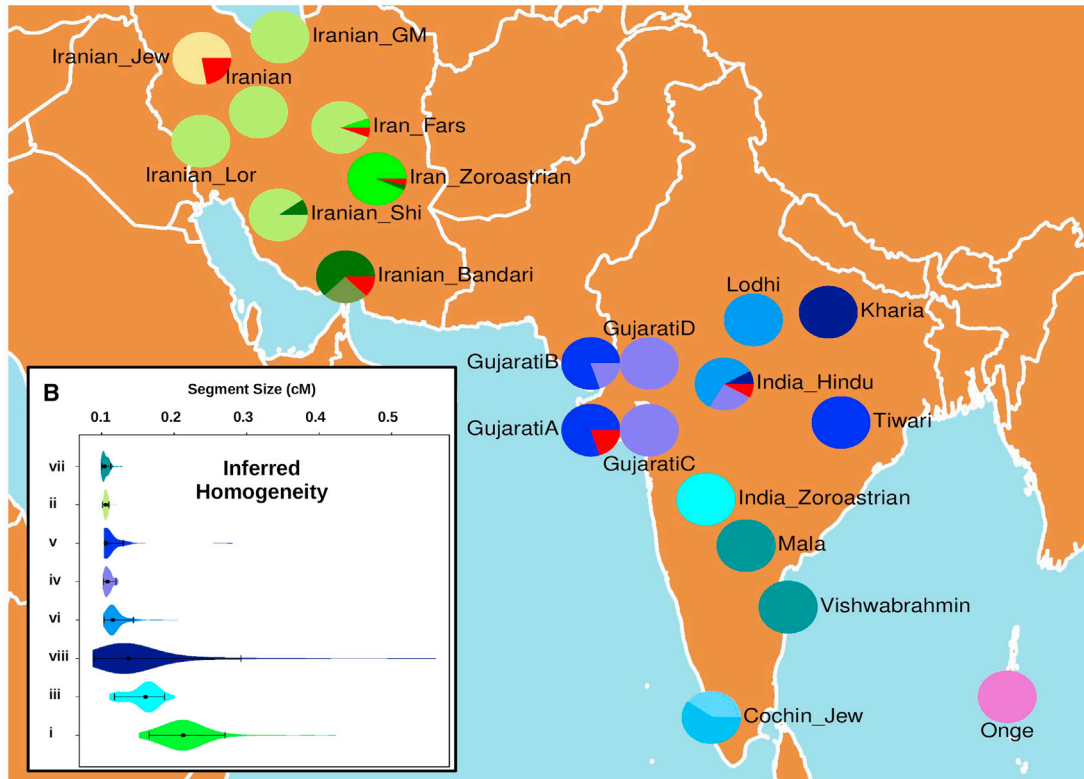 Iranian_GM
Iranian_Jew
Iranian
Iran_Fars
Iranian_Lor
Iran_Zoroastrian
Iranian_Shi
Iranian_Bandari
Lodhi
Kharia
GujaratiD
GujaratiB
India_Hindu
Tiwari
GujaratiA
GujaratiC
India_Zoroastrian
Mala
Vishwabrahmin
Cochin_Jew
Onge
B
Segment Size (cM)
0.1 0.2 0.3 0.4 0.5
Inferred
Homogeneity
vii
ii
v
iv
vi
viii
iii
i